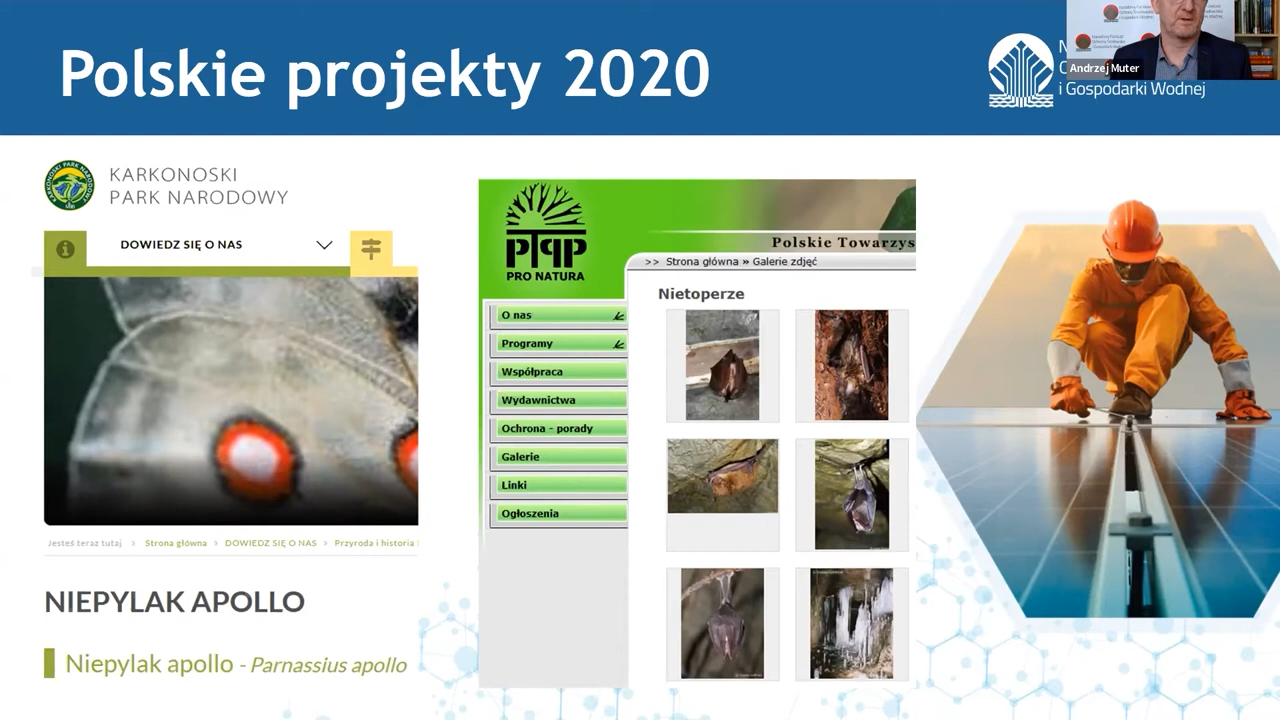 Polskie projekty 2020
Andrzej Muter
i Gospodarki Wodnej
KARKONOSKI
PARK NARODOWY
DOWIEDZ SIĘ O NAS
Jesteś teraz tutaj > Strona główna > DOWIEDZ SIĘ O NAS > Przyroda i historia
NIEPYLAK APOLLO
Niepylak apollo - Parnassius apollo
PTPP
PRO NATURA
Polskie Towarzys
>> Strona główna » Galerie zdjęć
Nietoperze
O nas
Programy
Współpraca
Wydawnictwa
Ochrona - porady
Galerie
Linki
Ogłoszenia